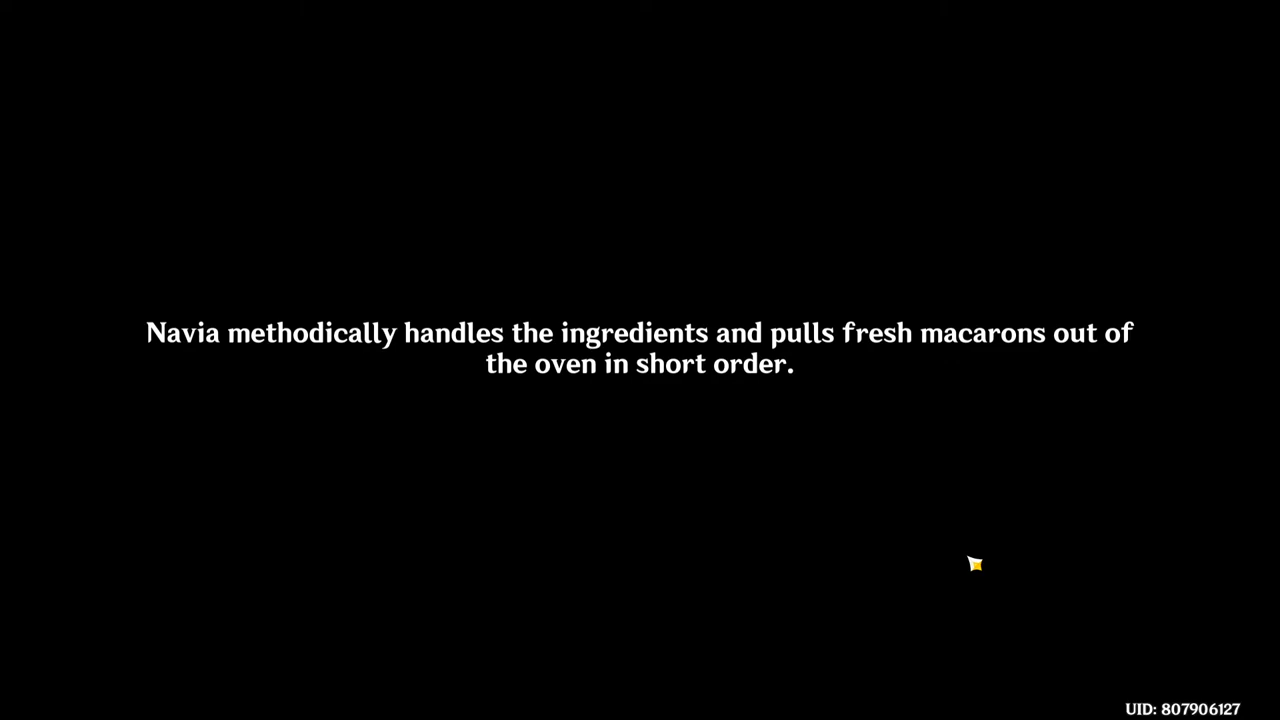 Navia methodically handles the ingredients and pulls fresh macarons out of
the oven in short order.
UID: 807906127